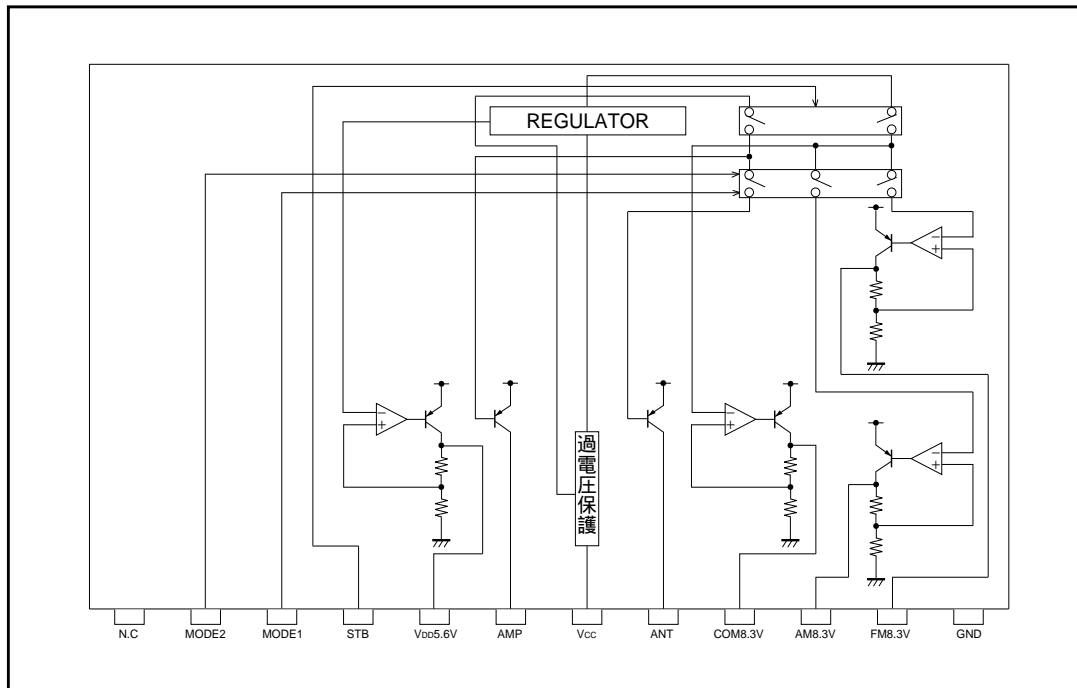 REGULATOR
過電圧保護
N.C
MODE2
MODE1
STB
VDD5.6V
AMP
VCC
ANT
COM8.3V
AM8.3V
FM8.3V
GND